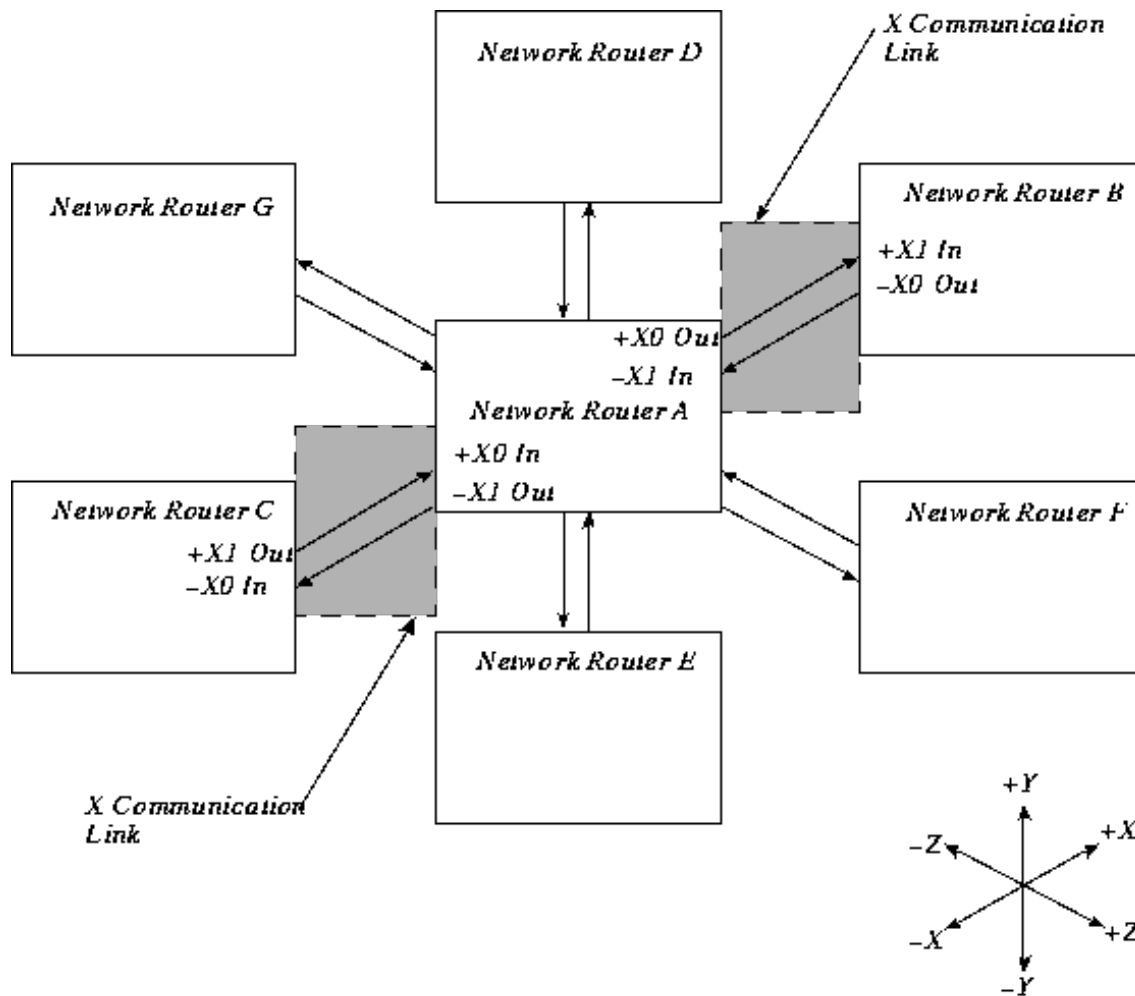 Network Router D
X Communication
Link
Network Router G
Network Router B
+X1 In
–X0 Out
+X0 Out
–X1 In
Network Router A
+X0 In
–X1 Out
Network Router C
+X1 Out
–X0 In
Network Router F
Network Router E
X Communication
Link
+Y
–Z
+X
–X
+Z
–Y